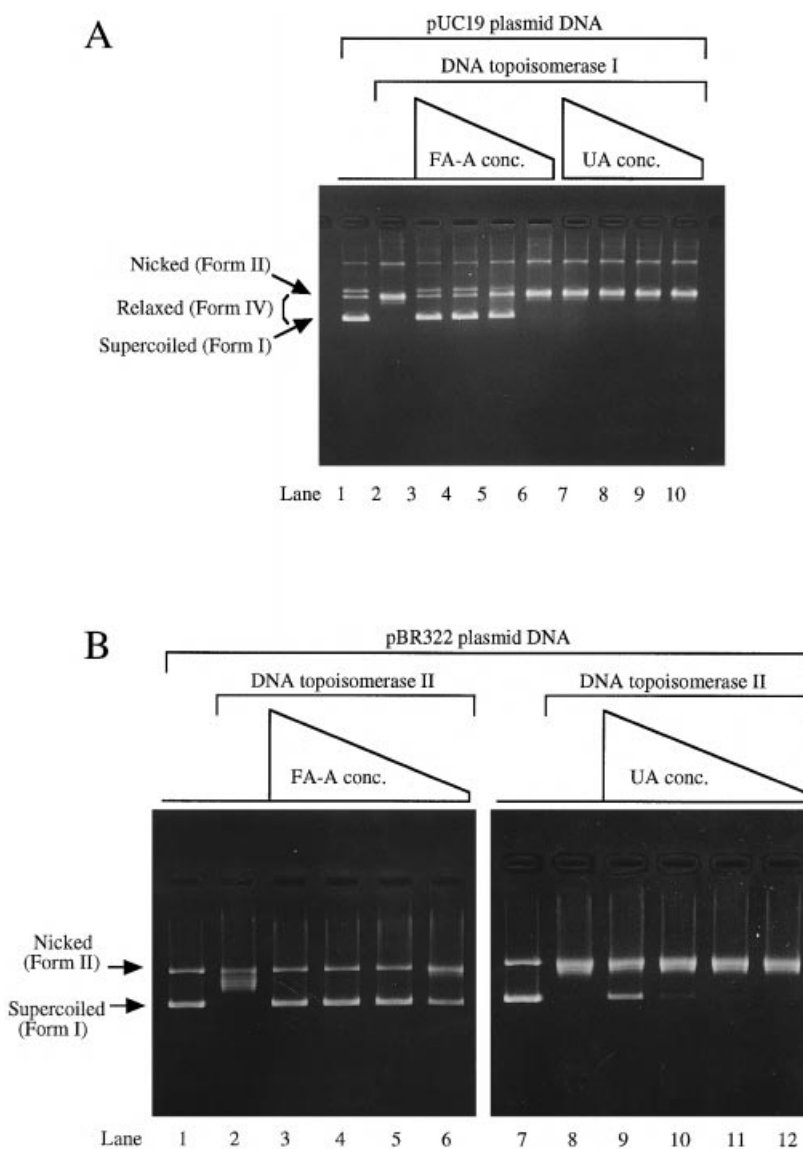 A
pUC19 plasmid DNA
DNA topoisomerase I
FA-A conc.
UA conc.
Nicked (Form II)
Relaxed (Form IV)
Supercoiled (Form I)
Lane 1 2 3 4 5 6 7 8 9 10
B
pBR322 plasmid DNA
DNA topoisomerase II
DNA topoisomerase II
FA-A conc.
UA conc.
Nicked
(Form II)
Supercoiled
(Form I)
Lane 1 2 3 4 5 6 7 8 9 10 11 12